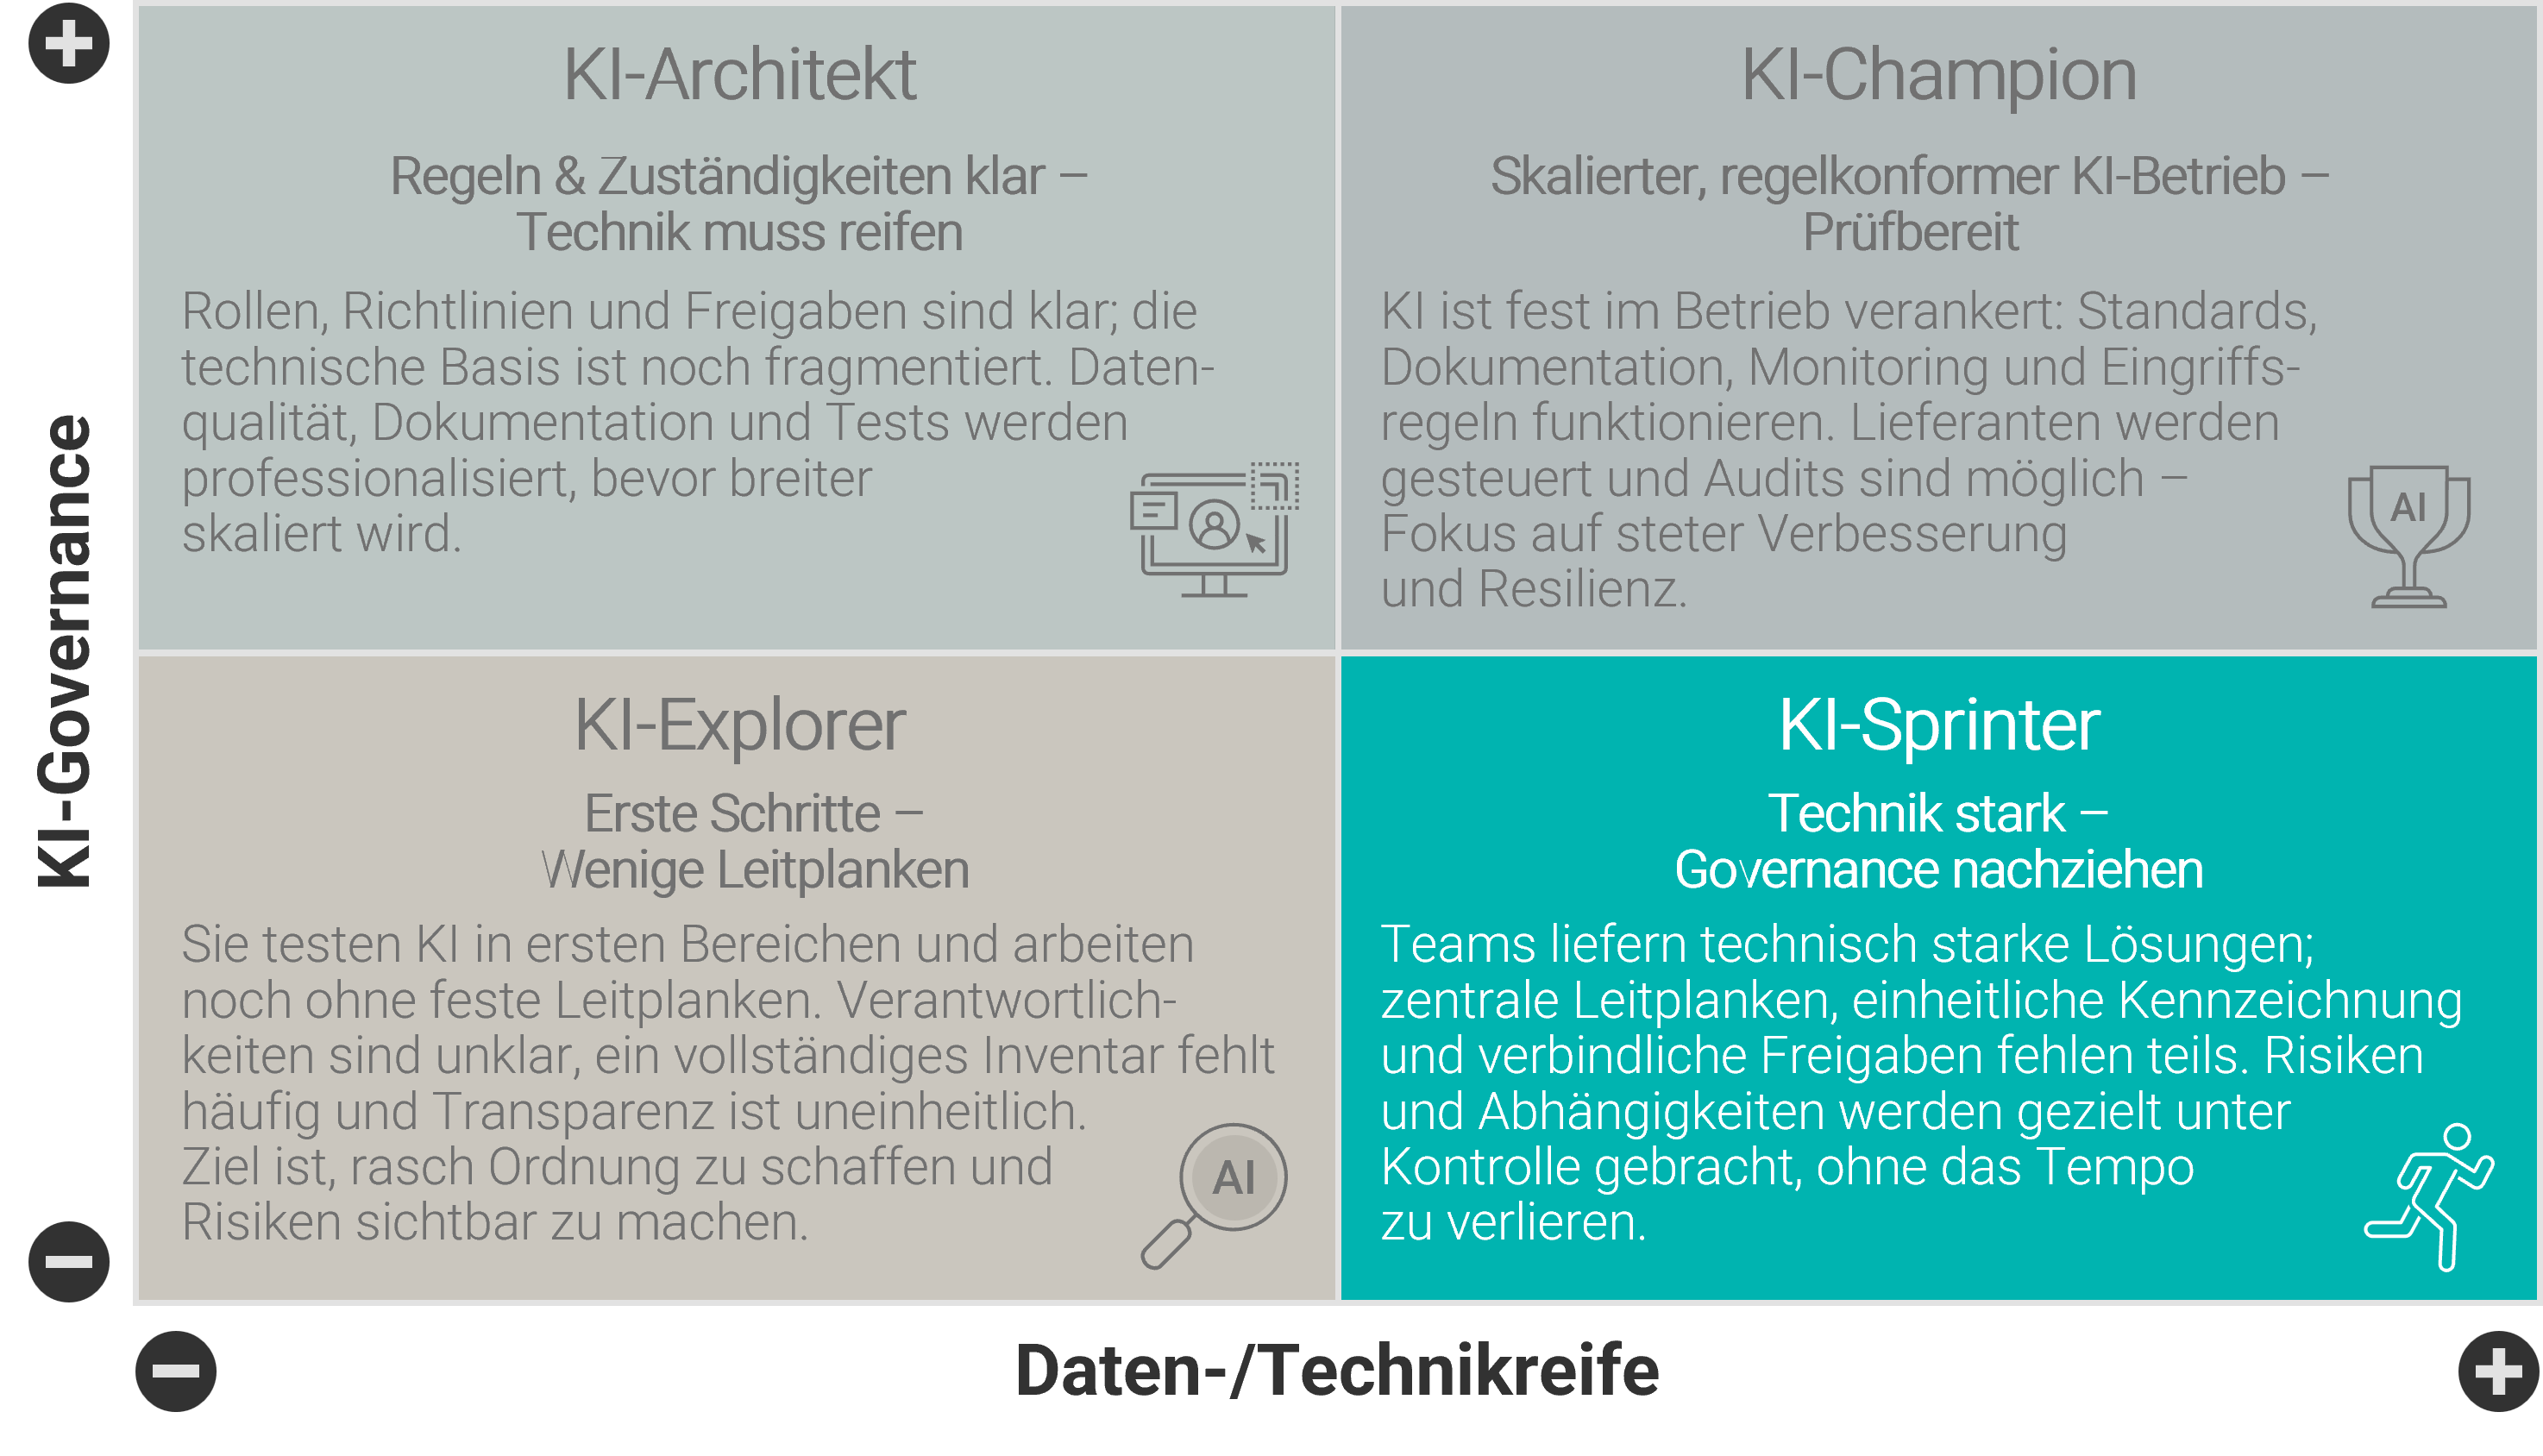 KI-Architekt
Regeln & Zuständigkeiten klar –
Technik muss reifen
Rollen, Richtlinien und Freigaben sind klar; die
technische Basis ist noch fragmentiert. Daten-
qualität, Dokumentation und Tests werden
professionalisiert, bevor breiter
skaliert wird.
KI-Champion
Skalierter, regelkonformer KI-Betrieb –
Prüfbereit
KI ist fest im Betrieb verankert: Standards,
Dokumentation, Monitoring und Eingriffs-
regeln funktionieren. Lieferanten werden
gesteuert und Audits sind möglich –
Fokus auf steter Verbesserung
und Resilienz.
AI
KI-Governance
KI-Explorer
Erste Schritte –
Wenige Leitplanken
Sie testen KI in ersten Bereichen und arbeiten
noch ohne feste Leitplanken. Verantwortlich-
keiten sind unklar, ein vollständiges Inventar fehlt
häufig und Transparenz ist uneinheitlich.
Ziel ist, rasch Ordnung zu schaffen und
Risiken sichtbar zu machen.
AI
KI-Sprinter
Technik stark –
Governance nachziehen
Teams liefern technisch starke Lösungen;
zentrale Leitplanken, einheitliche Kennzeichnung
und verbindliche Freigaben fehlen teils. Risiken
und Abhängigkeiten werden gezielt unter
Kontrolle gebracht, ohne das Tempo
zu verlieren.
Daten-/Technikreife